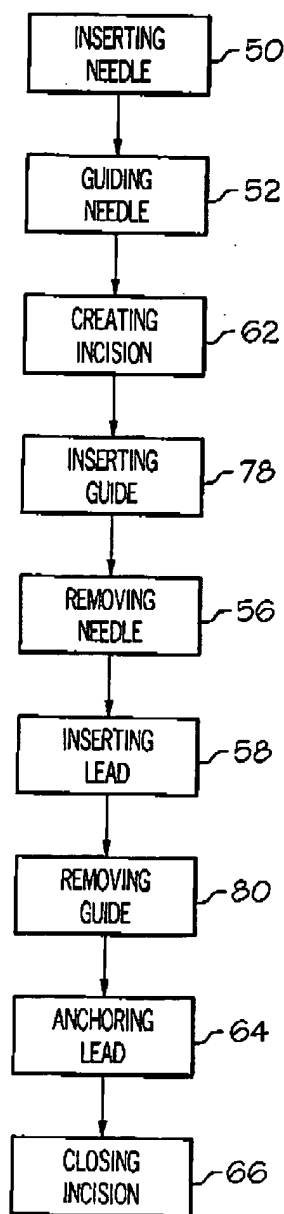 INSERTING
NEEDLE
50
GUIDING
NEEDLE
52
CREATING
INCISION
62
INSERTING
GUIDE
78
REMOVING
NEEDLE
56
INSERTING
LEAD
58
REMOVING
GUIDE
80
ANCHORING
LEAD
64
CLOSING
INCISION
66